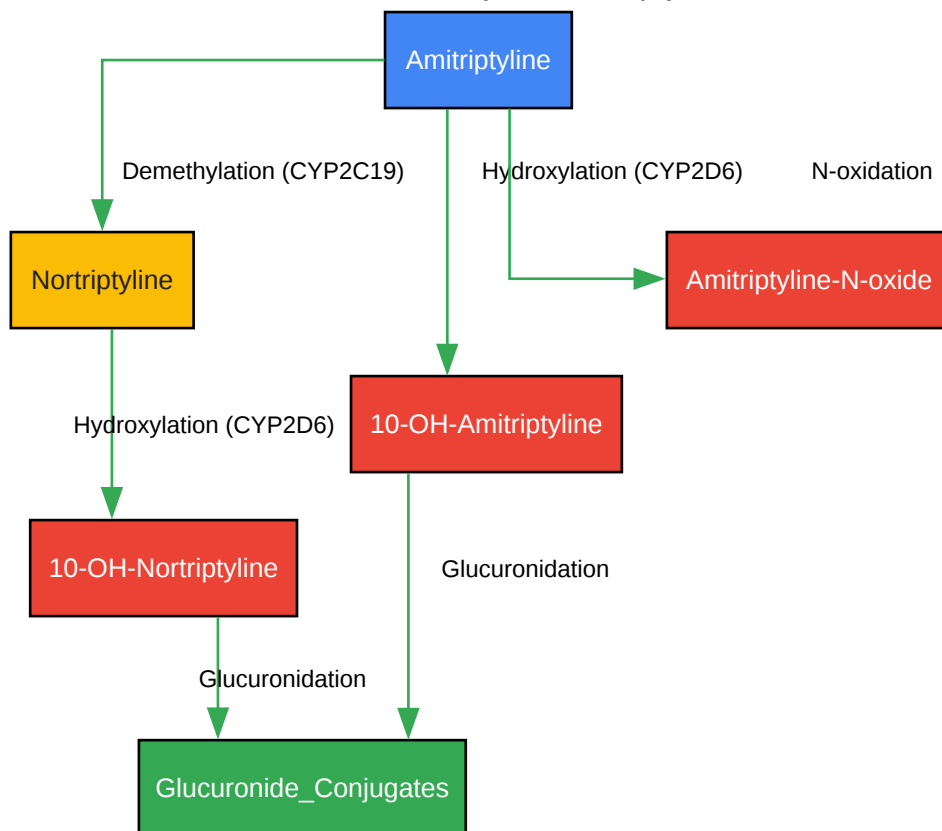 Amitriptyline
Demethylation (CYP2C19)
Hydroxylation (CYP2D6)
N-oxidation
Nortriptyline
Amitriptyline-N-oxide
Hydroxylation (CYP2D6)
10-OH-Amitriptyline
10-OH-Nortriptyline
Glucuronidation
Glucuronidation
Glucuronide_Conjugates